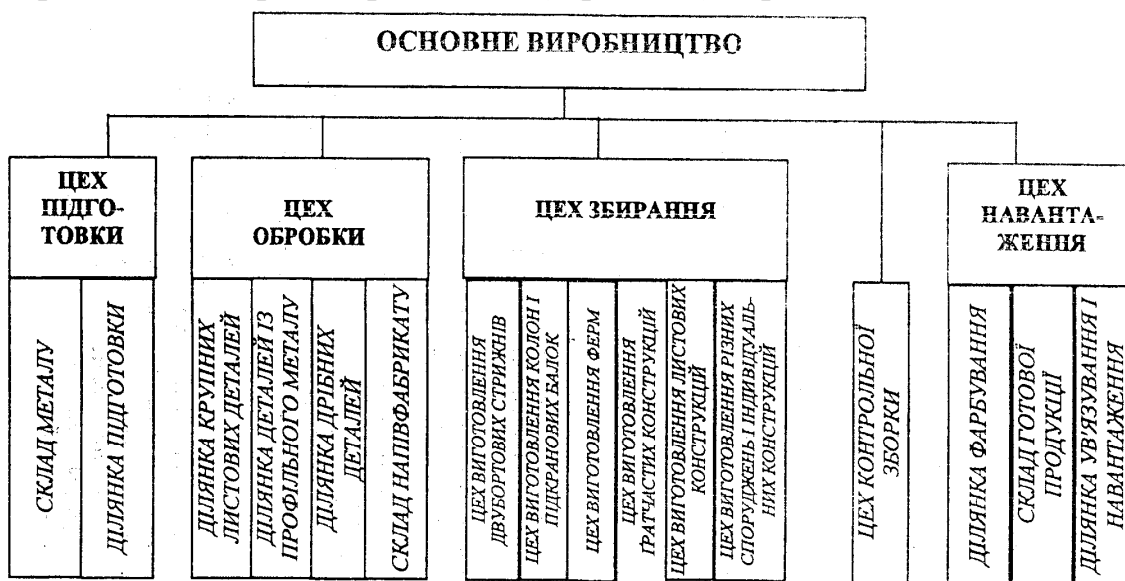 ОСНОВНЕ ВИРОБНИЦТВО
ЦЕХ
ПІДГО-
ТОВКИ
ЦЕХ
ОБРОБКИ
ЦЕХ ЗБИРАННЯ
ЦЕХ
НАВАНТА-
ЖЕННЯ
СКЛАД МЕТАЛУ
ДІЛЯНКА ПІДГОТОВКИ
ДІЛЯНКА КРУПНИХ
ЛИСТОВИХ ДЕТАЛЕЙ
ДІЛЯНКА ДЕТАЛЕЙ ІЗ
ПРОФІЛЬНОГО МЕТАЛУ
ДІЛЯНКА ДРІБНИХ
ДЕТАЛЕЙ
СКЛАД НАПІВФАБРИКАТУ
ЦЕХ ВИГОТОВЛЕННЯ
ДВУБОРТОВИХ СТРИЖНІВ
ЦЕХ ВИГОТОВЛЕННЯ КОЛОН І
ПІДКРАНОВИХ БАЛОК
ЦЕХ ВИГОТОВЛЕННЯ ФЕРМ
ЦЕХ ВИГОТОВЛЕННЯ
ҐРАТЧАСТИХ КОНСТРУКЦІЙ
ЦЕХ ВИГОТОВЛЕННЯ ЛИСТОВИХ
КОНСТРУКЦІЙ
ЦЕХ ВИГОТОВЛЕННЯ РІЗНИХ
СПОРУДЖЕНЬ І ІНДИВІДУАЛЬ-
НИХ КОНСТРУКЦІЙ
ЦЕХ КОНТРОЛЬНОЇ
ЗБОРКИ
ДІЛЯНКА ФАРБУВАННЯ
СКЛАД ГОТОВОЇ
ПРОДУКЦІЇ
ДІЛЯНКА УВ'ЯЗУВАННЯ І
НАВАНТАЖЕННЯ